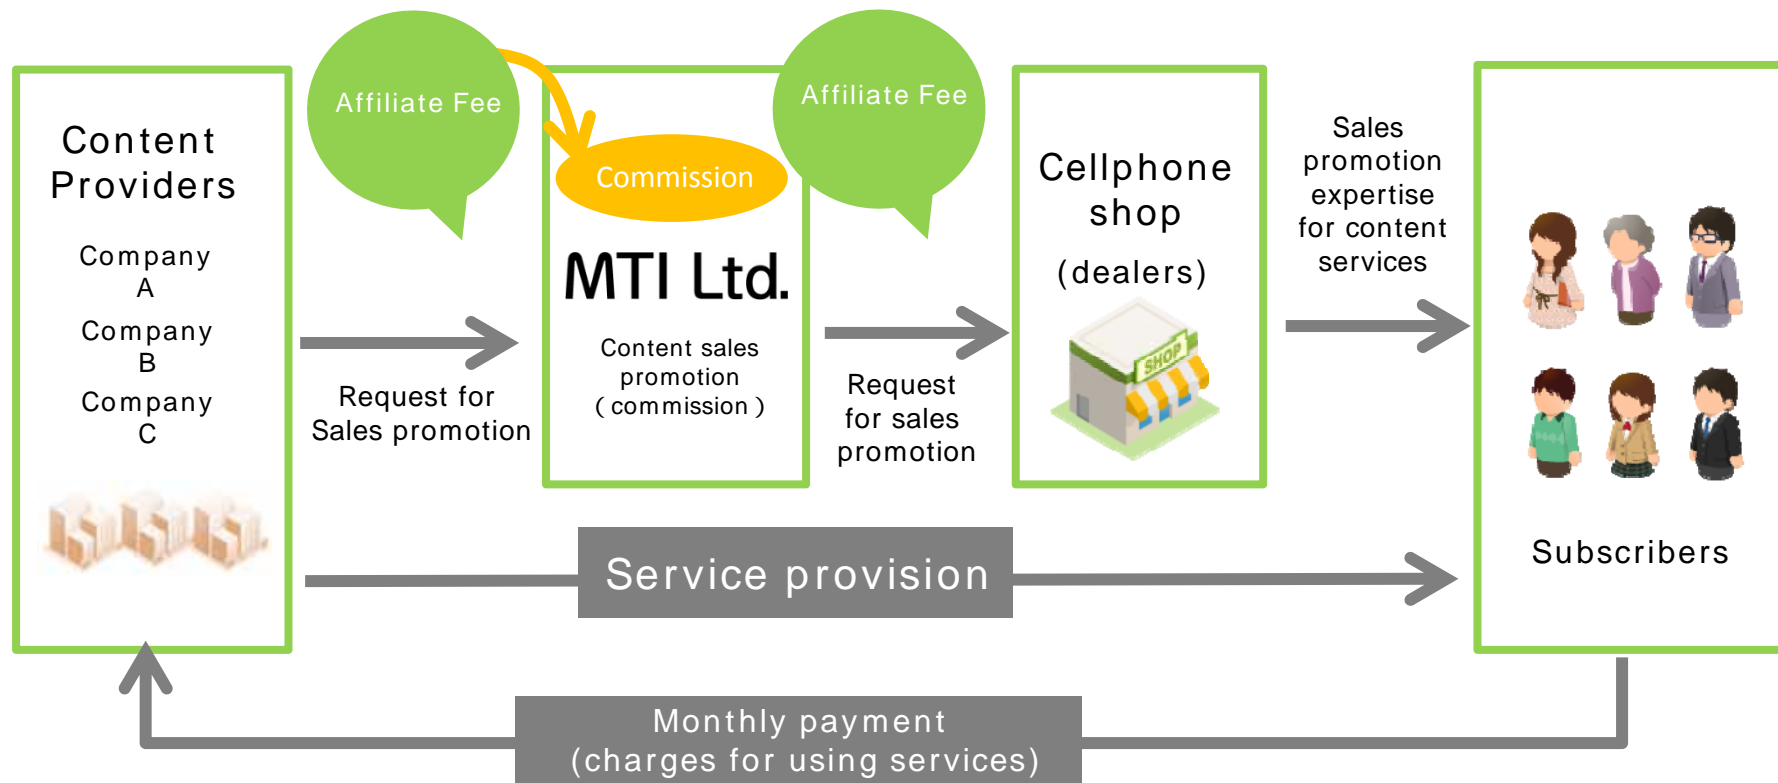 Content
Providers
Company
A
Company
B
Company
C
Affiliate Fee
Request for
Sales promotion
Commission
MTI Ltd.
Content sales
promotion
(commission)
Affiliate Fee
Request
for sales
promotion
Cellphone
shop
(dealers)
SHOP
Sales
promotion
expertise
for content
services
Subscribers
Service provision
Monthly payment
(charges for using services)